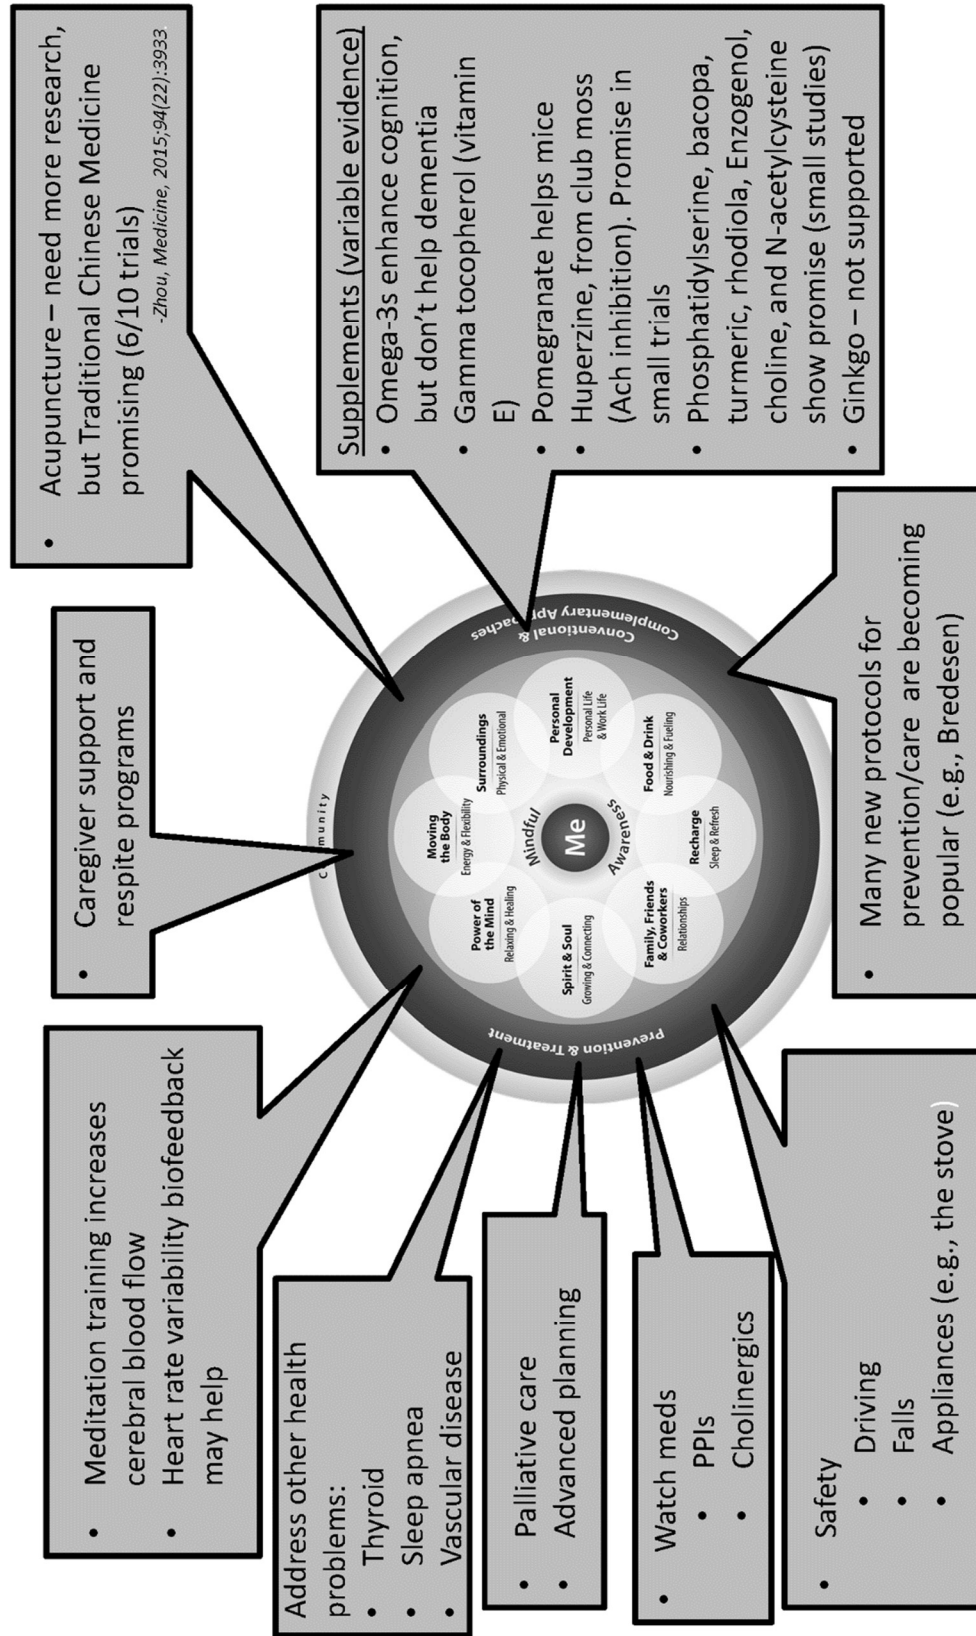 • Meditation training increases
cerebral blood flow
• Heart rate variability biofeedback
may help
• Caregiver support and
respite programs
• Acupuncture – need more research,
but Traditional Chinese Medicine
promising (6/10 trials)
-Zhou, Medicine, 2015;94(22):3933.
Address other health
problems:
• Thyroid
• Sleep apnea
• Vascular disease
• Palliative care
• Advanced planning
• Watch meds
• PPIs
• Cholinergics
• Safety
• Driving
• Falls
• Appliances (e.g., the stove)
Community
Prevention & Treatment
Conventional &
Complementary Approaches
Moving
the Body
Energy & Flexibility
Surroundings
Physical & Emotional
Personal
Development
Personal Life
& Work Life
Food & Drink
Nourishing & Fueling
Recharge
Sleep & Refresh
Family, Friends
& Coworkers
Relationships
Spirit & Soul
Growing & Connecting
Power of
the Mind
Relaxing & Healing
Mindful
Me
Awareness
Supplements (variable evidence)
• Omega-3s enhance cognition,
but don't help dementia
• Gamma tocopherol (vitamin
E)
• Pomegranate helps mice
• Huperzine, from club moss
(Ach inhibition). Promise in
small trials
• Phosphatidylserine, bacopa,
turmeric, rhodiola, Enzogenol,
choline, and N-acetylcysteine
show promise (small studies)
• Ginkgo – not supported
• Many new protocols for
prevention/care are becoming
popular (e.g., Bredesen)